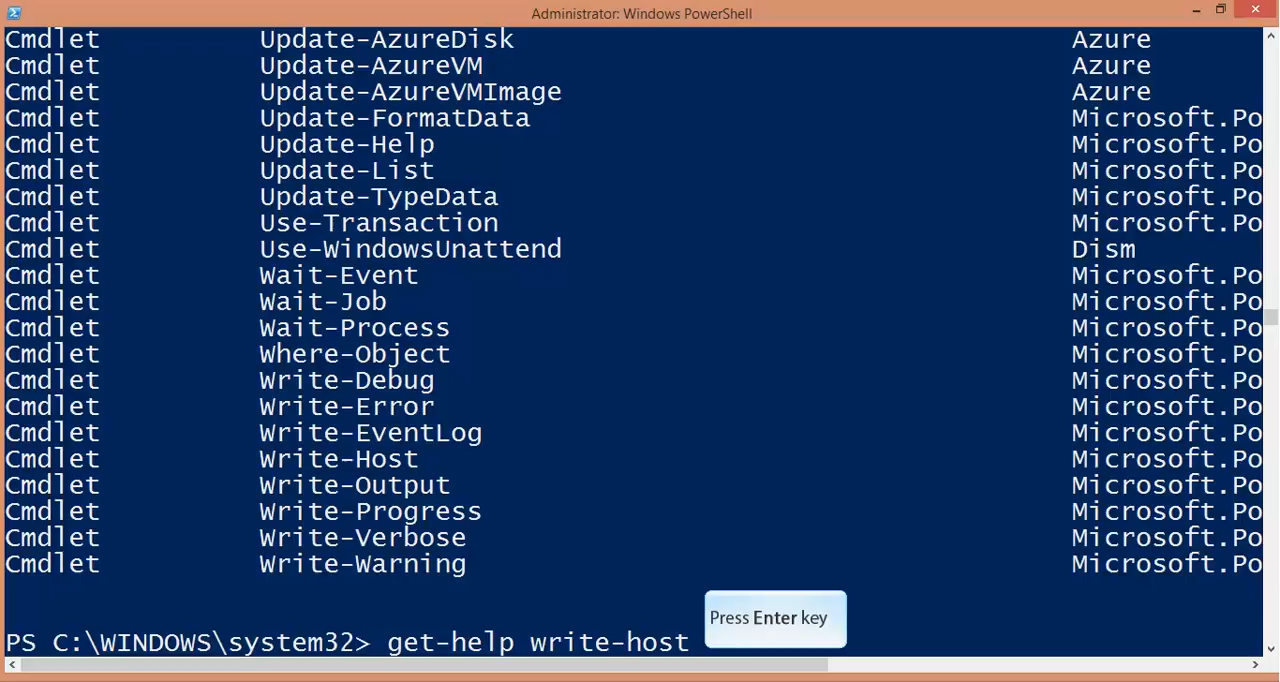 Administrator: Windows PowerShell
Cmdlet Update-AzureDisk Azure
Cmdlet Update-AzureVM Azure
Cmdlet Update-AzureVMImage Azure
Cmdlet Update-FormatData Microsoft.Po
Cmdlet Update-Help Microsoft.Po
Cmdlet Update-List Microsoft.Po
Cmdlet Update-TypeData Microsoft.Po
Cmdlet Use-Transaction Microsoft.Po
Cmdlet Use-WindowsUnattend Dism
Cmdlet Wait-Event Microsoft.Po
Cmdlet Wait-Job Microsoft.Po
Cmdlet Wait-Process Microsoft.Po
Cmdlet Where-Object Microsoft.Po
Cmdlet Write-Debug Microsoft.Po
Cmdlet Write-Error Microsoft.Po
Cmdlet Write-EventLog Microsoft.Po
Cmdlet Write-Host Microsoft.Po
Cmdlet Write-Output Microsoft.Po
Cmdlet Write-Progress Microsoft.Po
Cmdlet Write-Verbose Microsoft.Po
Cmdlet Write-Warning Microsoft.Po
Press Enter key
PS C:\WINDOWS\system32> get-help write-host